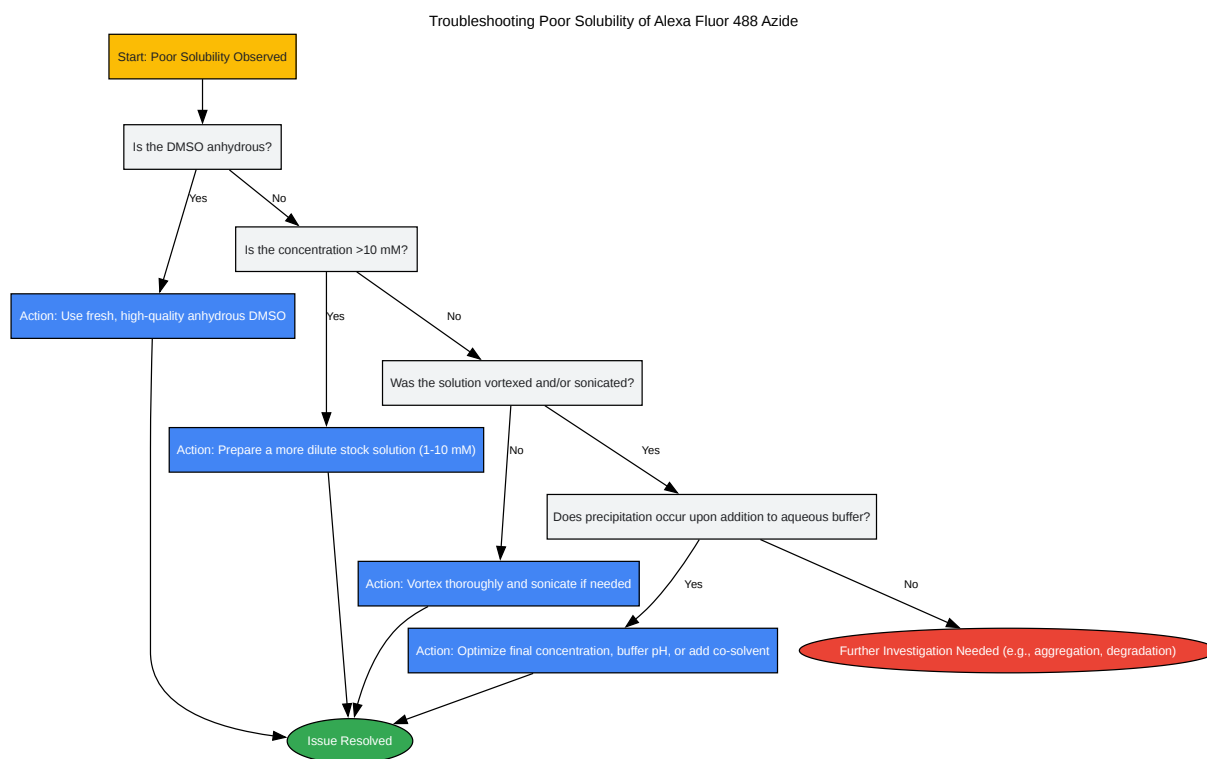 Troubleshooting Poor Solubility of Alexa Fluor 488 Azide
Start: Poor Solubility Observed
Is the DMSO anhydrous?
Yes
No
Is the concentration >10 mM?
Action: Use fresh, high-quality anhydrous DMSO
Yes
No
Was the solution vortexed and/or sonicated?
Action: Prepare a more dilute stock solution (1-10 mM)
No
Yes
Does precipitation occur upon addition to aqueous buffer?
Action: Vortex thoroughly and sonicate if needed
Yes
No
Action: Optimize final concentration, buffer pH, or add co-solvent
Further Investigation Needed (e.g., aggregation, degradation)
Issue Resolved